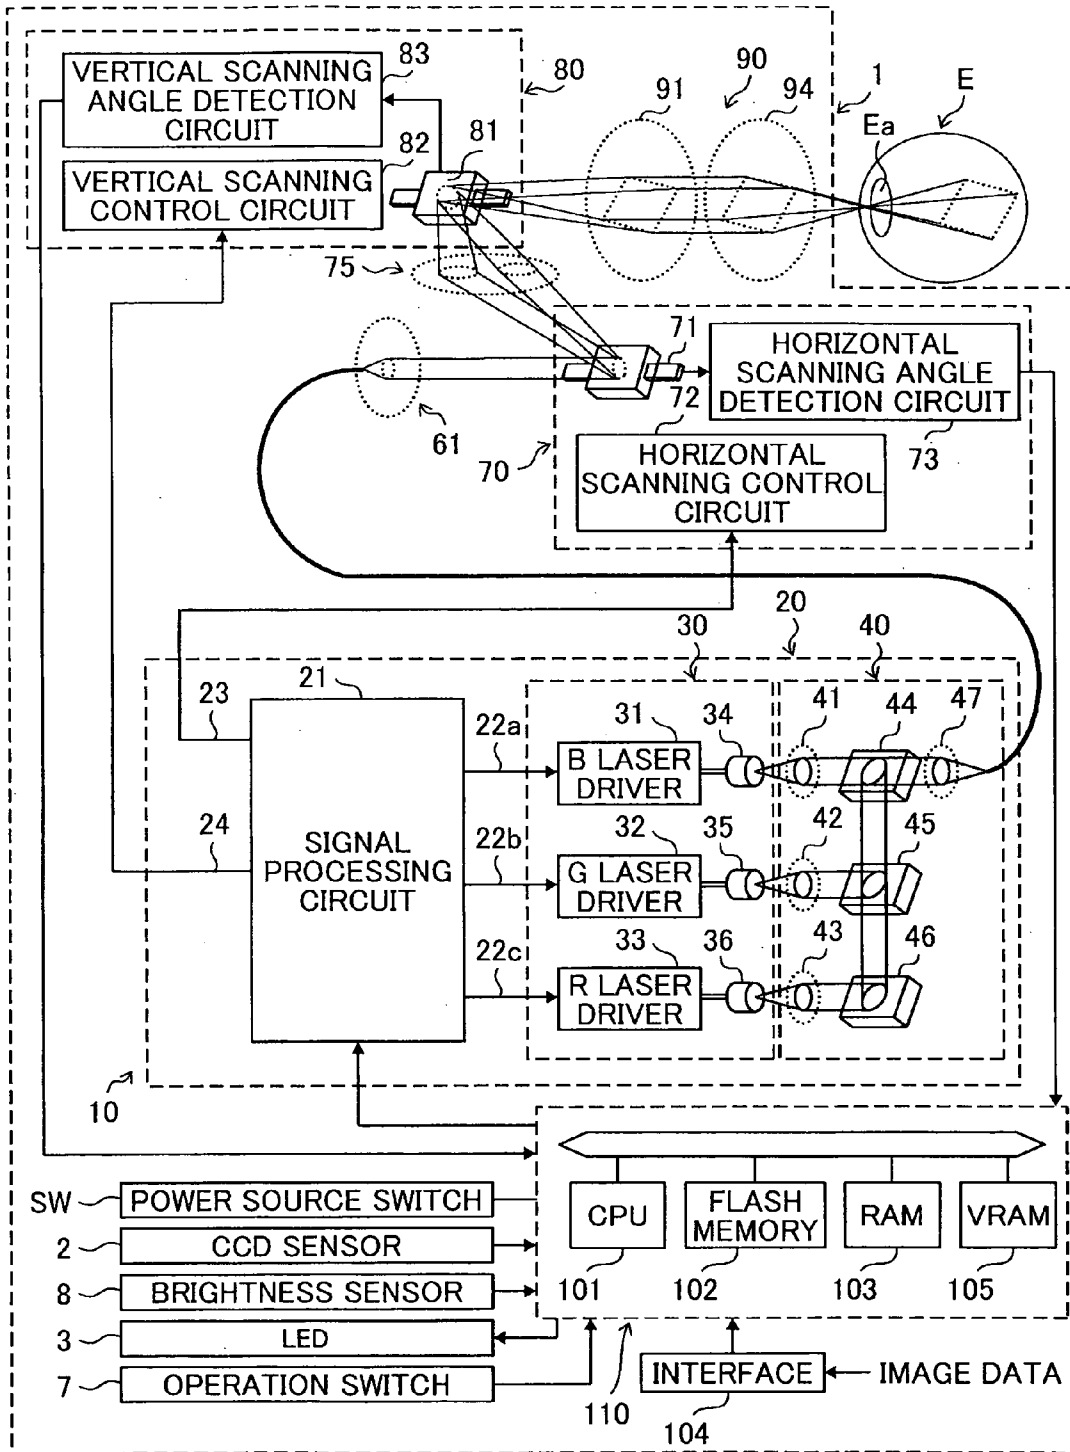 VERTICAL SCANNING
ANGLE DETECTION
CIRCUIT
83
80
91
90
94
1
E
Ea
82
81
VERTICAL SCANNING
CONTROL CIRCUIT
75
71
HORIZONTAL
SCANNING ANGLE
DETECTION CIRCUIT
72
61
70
73
HORIZONTAL
SCANNING CONTROL
CIRCUIT
20
30
40
21
23
22a
31
34
41
44
47
B LASER
DRIVER
24
SIGNAL
PROCESSING
CIRCUIT
22b
32
35
42
45
G LASER
DRIVER
22c
33
36
43
46
R LASER
DRIVER
10
SW
POWER SOURCE SWITCH
CPU
FLASH
MEMORY
RAM
VRAM
2
CCD SENSOR
101
102
103
105
8
BRIGHTNESS SENSOR
3
LED
7
OPERATION SWITCH
110
INTERFACE
IMAGE DATA
104